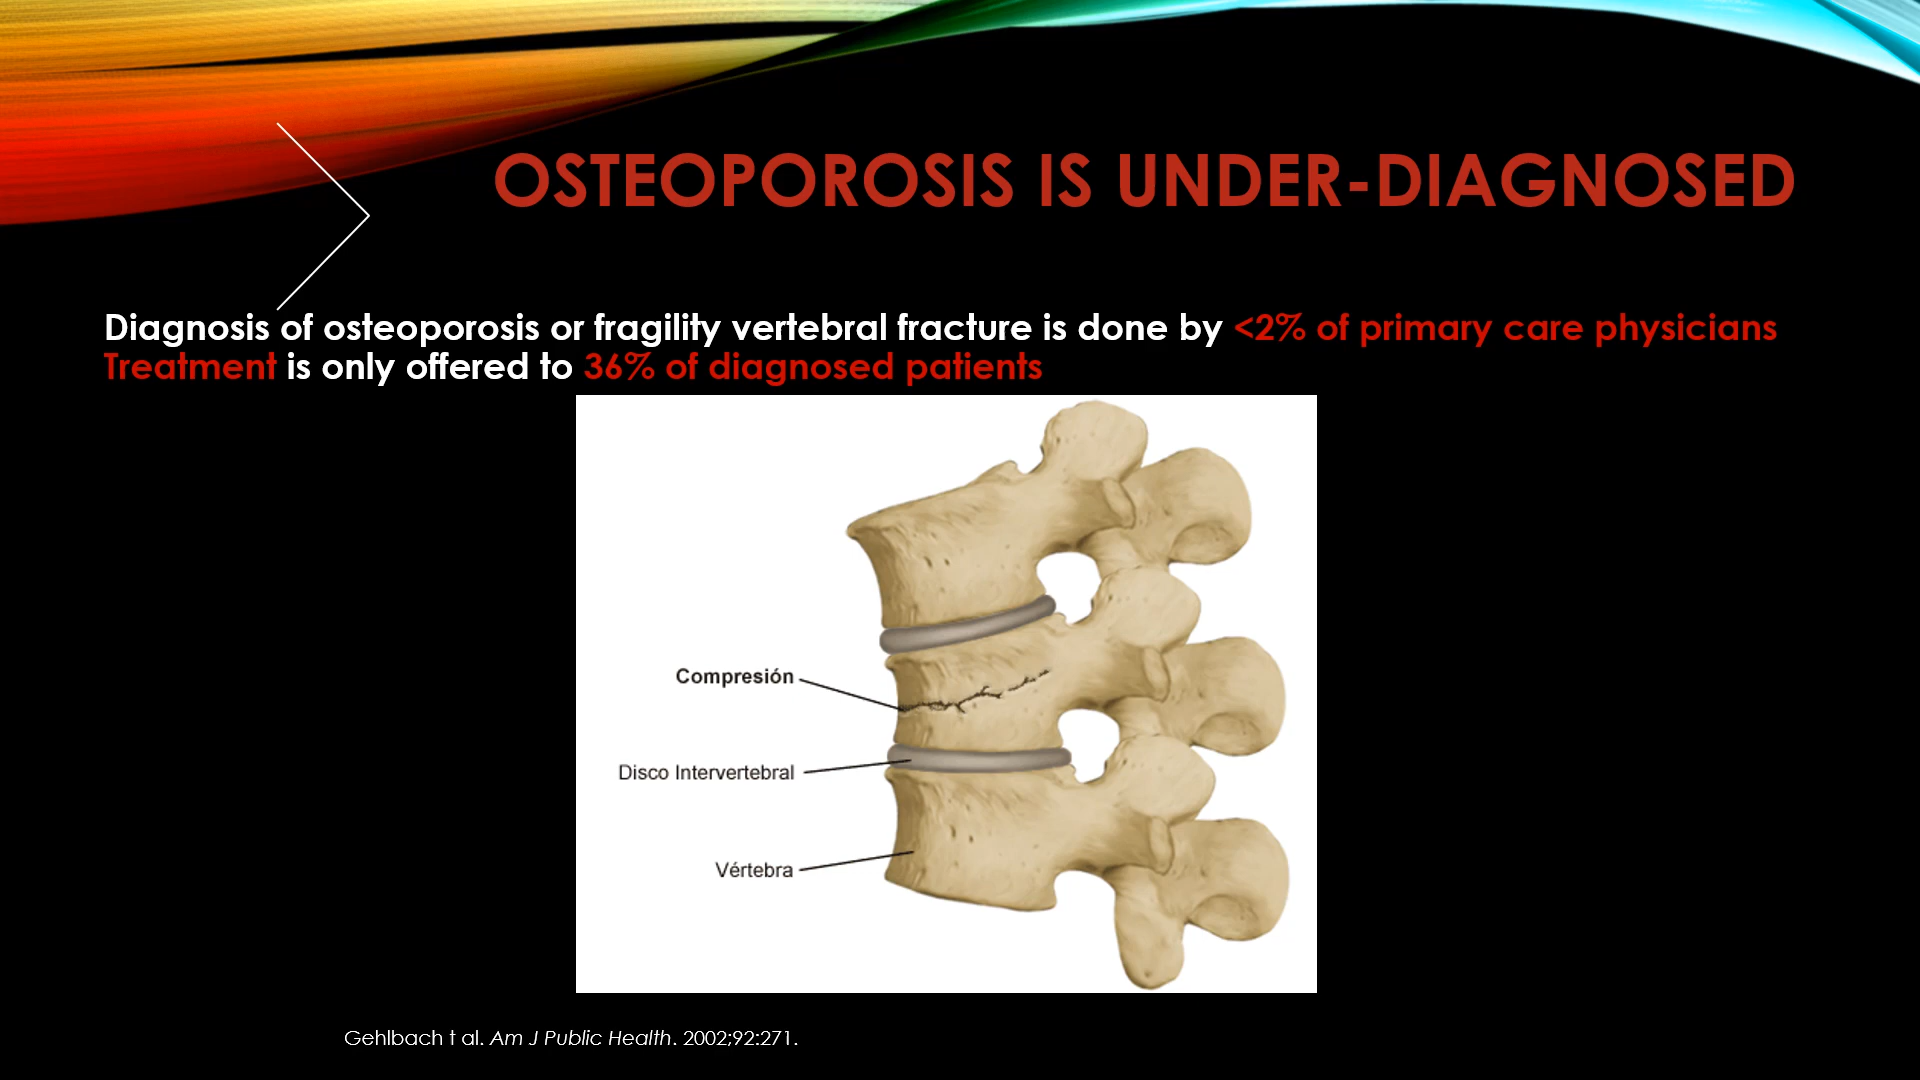 OSTEOPOROSIS IS UNDER-DIAGNOSED
Diagnosis of osteoporosis or fragility vertebral fracture is done by <2% of primary care physicians
Treatment is only offered to 36% of diagnosed patients
Compresión
Disco Intervertebral
Vértebra
Gehlbach t al. Am J Public Health. 2002;92:271.